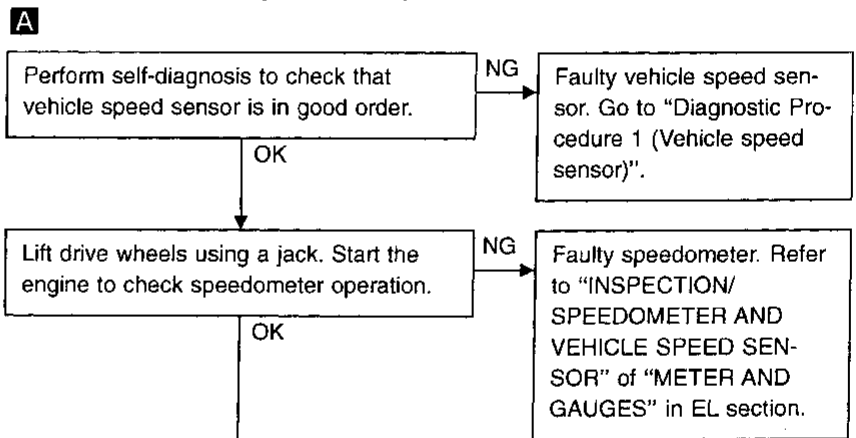 A
Perform self-diagnosis to check that
vehicle speed sensor is in good order.
NG
Faulty vehicle speed sen-
sor. Go to “Diagnostic Pro-
cedure 1 (Vehicle speed
sensor)”.
OK
Lift drive wheels using a jack. Start the
engine to check speedometer operation.
NG
Faulty speedometer. Refer
to “INSPECTION/
SPEEDOMETER AND
VEHICLE SPEED SEN-
SOR” of “METER AND
GAUGES” in EL section.
OK